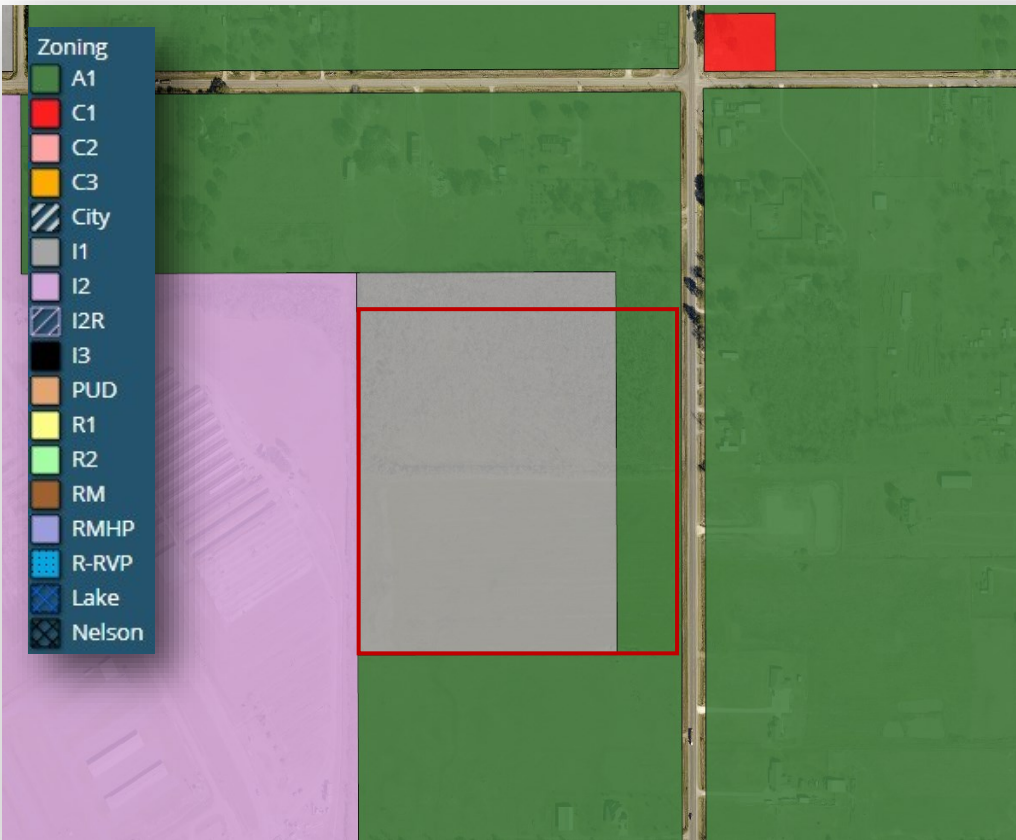 Zoning
A1
C1
C2
C3
City
I1
I2
I2R
I3
PUD
R1
R2
RM
RMHP
R-RVP
Lake
Nelson